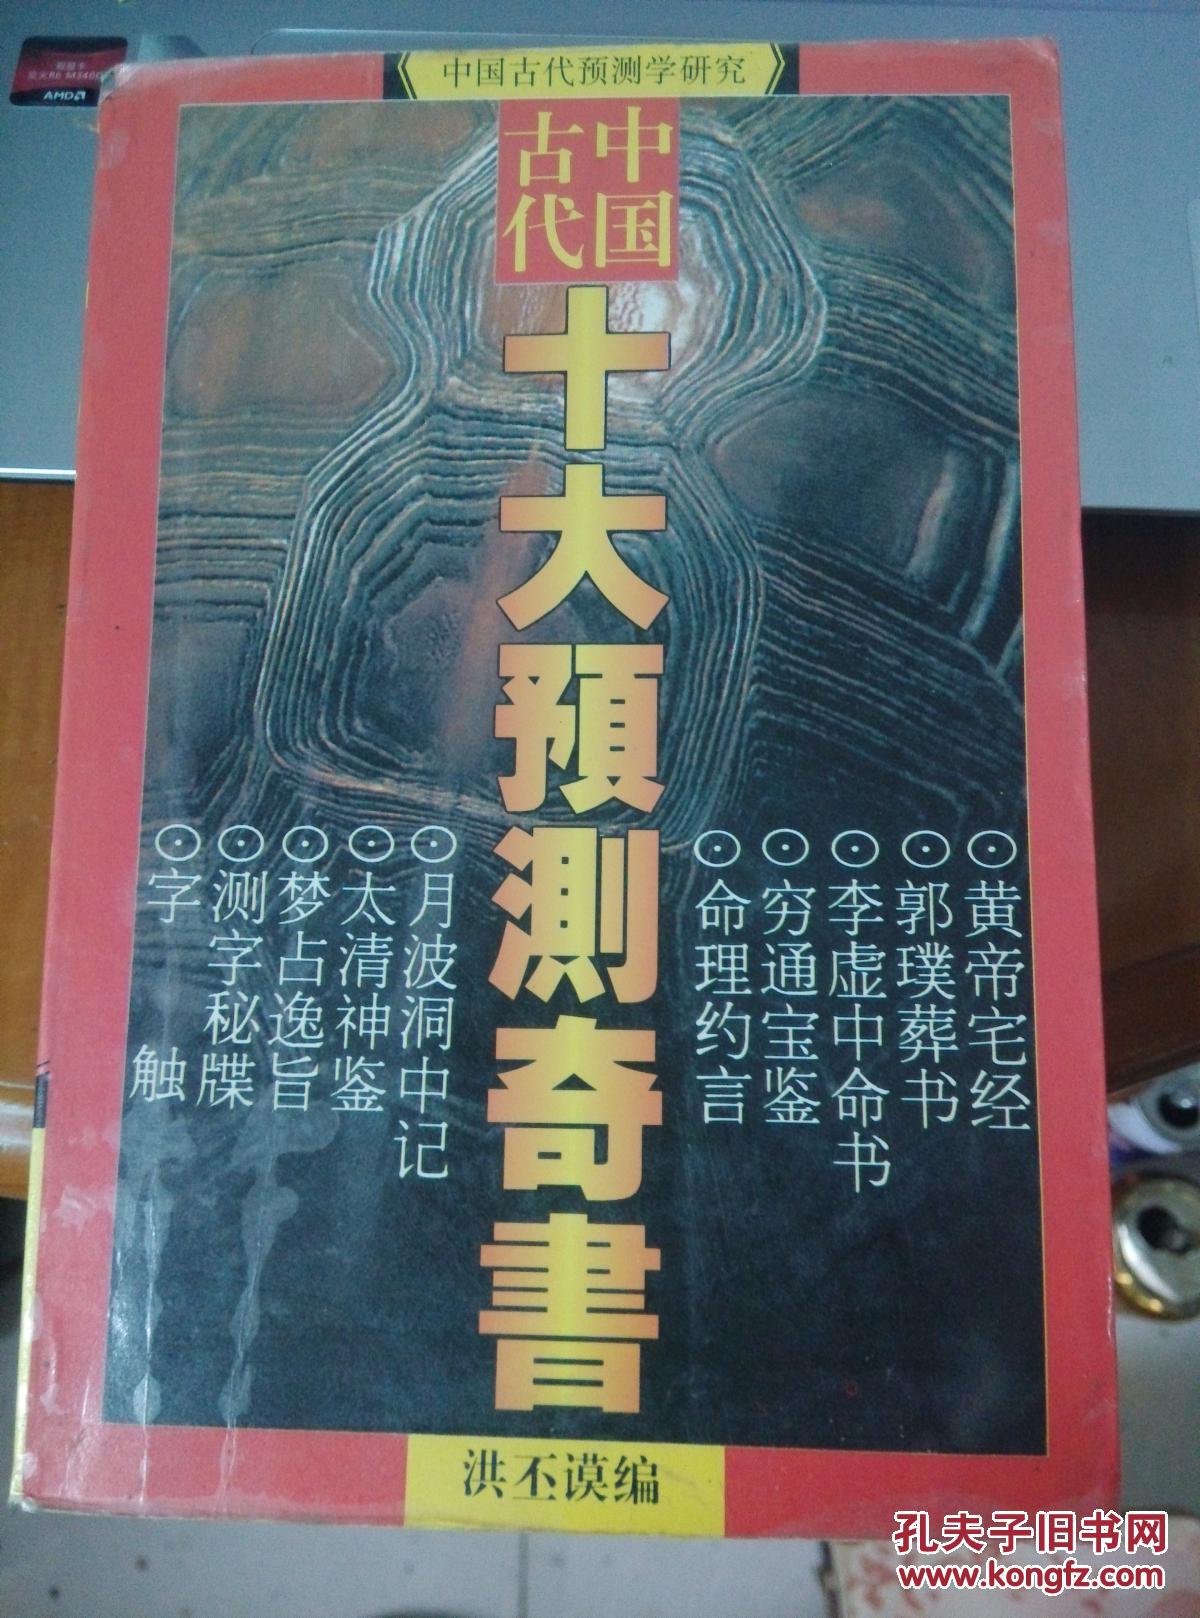 中国古代预测学研究
中国
古代
十大預測奇書
黄帝宅经
郭璞葬书
李虚中命书
穷通宝鉴
命理约言
月波洞中记
太清神鉴
梦占逸旨
测字秘牒
字触
洪丕谟编
AMD
孔夫子旧书网
www.kongfz.com